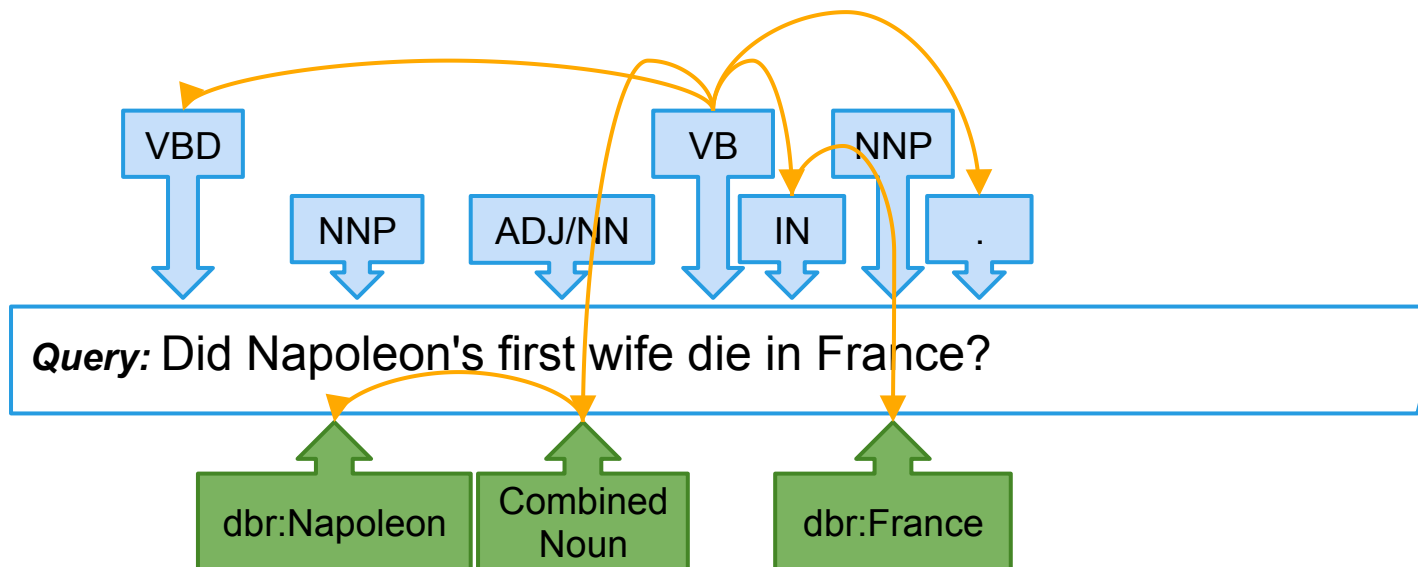 VBD VB NNP
NNP ADJ/NN IN .
Query: Did Napoleon's first wife die in France?
dbr:Napoleon
Combined
Noun
dbr:France